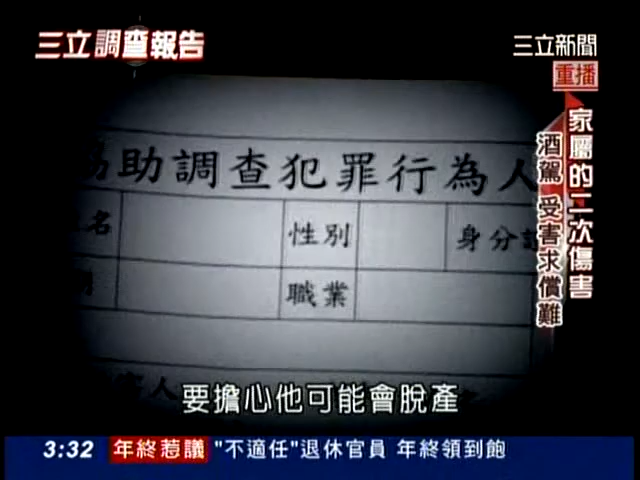 三立調查報告
三立新聞
重播
家屬的二次傷害
酒駕 受害求償難
助調查犯罪行為人
名 性別 身分
職業
人
要擔心他可能會脫產
3:32 年終惹議 "不適任"退休官員 年終領到飽